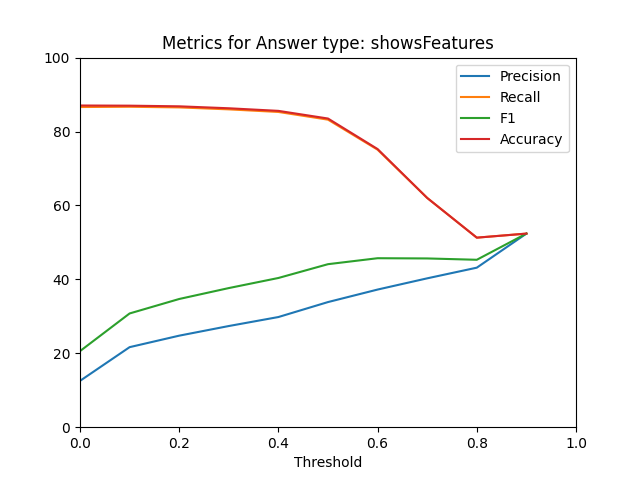 Metrics for Answer type: showsFeatures
100
80
60
40
20
0
Precision
Recall
F1
Accuracy
0.0 0.2 0.4 0.6 0.8 1.0
Threshold